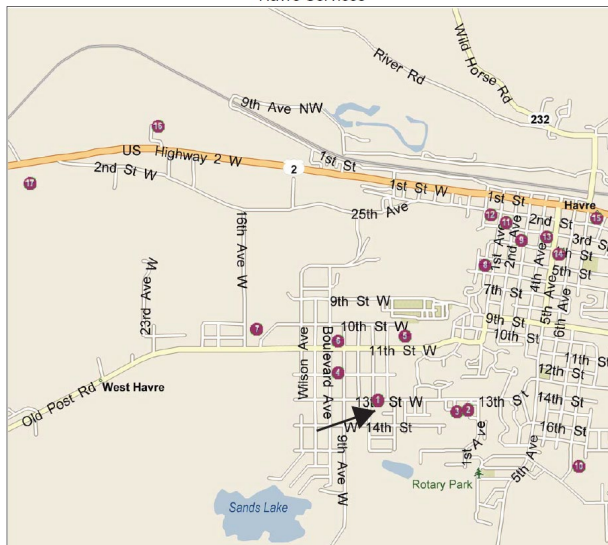 Wild Horse Rd
River Rd
9th Ave NW
232
16
US Highway 2 W
1st St
2
17
2nd St W
1st St W
1st St
Havre
25th Ave
12
11
2nd St
15
16th Ave W
1st Ave
2nd Ave
9
13
3rd S
4th Ave
14
th St
8
5th St
5th Ave
6th Ave
7th St
23rd Ave W
9th St W
9th St
7
10th St W
10th St
Wilson Ave
Boulevard Ave
6
5
11th St W
11th St
West Havre
4
12th St
Old Post Rd
1
13th St W
3
2
13th St
14th St
W 14th St
1st Ave
16th St
9th Ave W
5th Ave
10
Rotary Park
Sands Lake